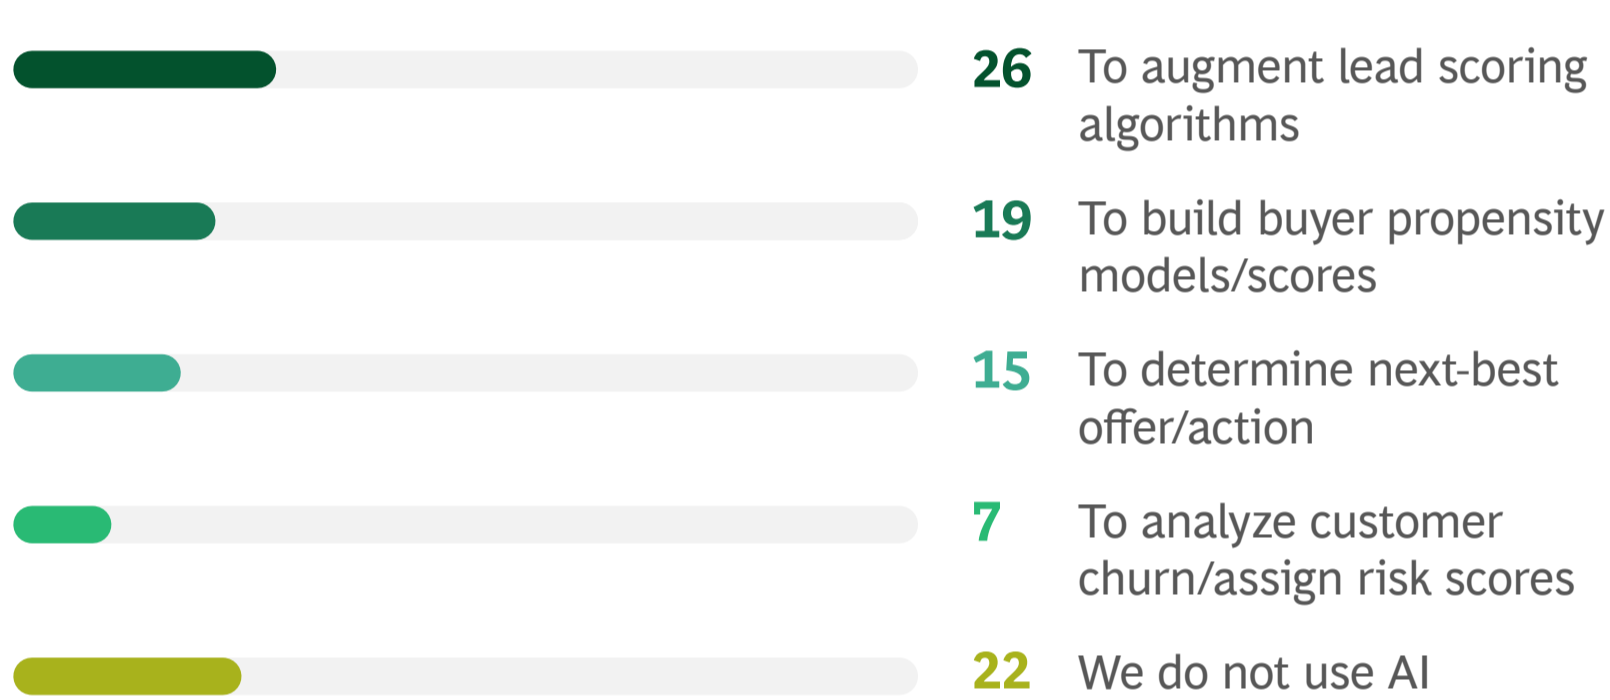 26 To augment lead scoring
algorithms
19 To build buyer propensity
models/scores
15 To determine next-best
offer/action
7 To analyze customer
churn/assign risk scores
22 We do not use AI